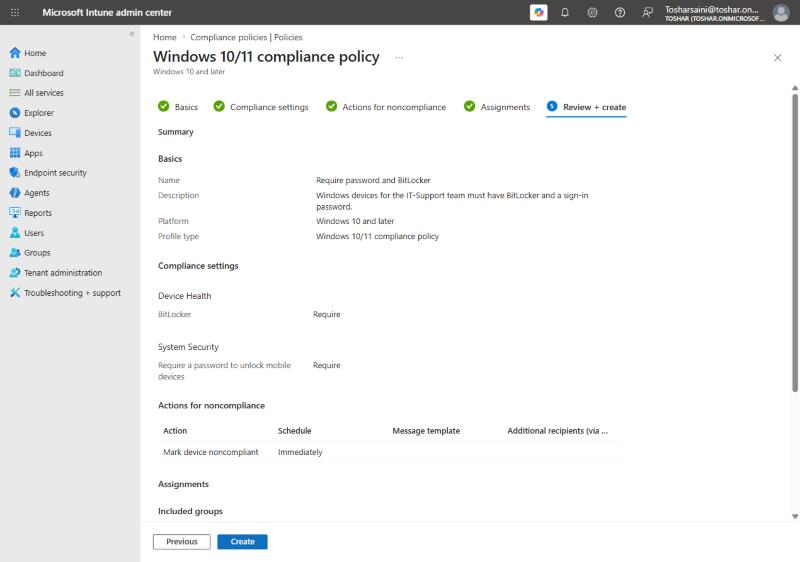 Microsoft Intune admin center
Tosharsaini@toshar.on...
TOSHAR (TOSHAR.ONMICROSOF...
«
Home
Dashboard
All services
Explorer
Devices
Apps
Endpoint security
Agents
Reports
Users
Groups
Tenant administration
Troubleshooting + support
Home > Compliance policies | Policies
Windows 10/11 compliance policy ...
Windows 10 and later
Basics
Compliance settings
Actions for noncompliance
Assignments
5 Review + create
Summary
Basics
Name Require password and BitLocker
Description Windows devices for the IT-Support team must have BitLocker and a sign-in
password.
Platform Windows 10 and later
Profile type Windows 10/11 compliance policy
Compliance settings
Device Health
BitLocker Require
System Security
Require a password to unlock mobile Require
devices
Actions for noncompliance
Action Schedule Message template Additional recipients (via ...
Mark device noncompliant Immediately
Assignments
Included groups
Previous Create